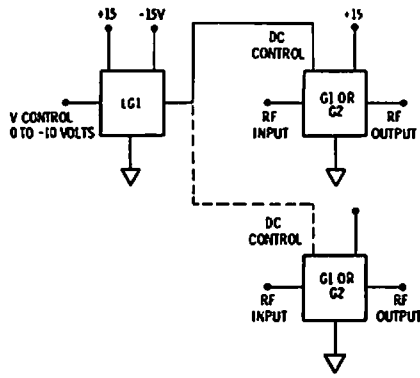 +15
-15V
LG1
V CONTROL
0 TO -10 VOLTS
DC
CONTROL
+15
G1 OR
G2
RF
INPUT
RF
OUTPUT
DC
CONTROL
G1 OR
G2
RF
INPUT
RF
OUTPUT